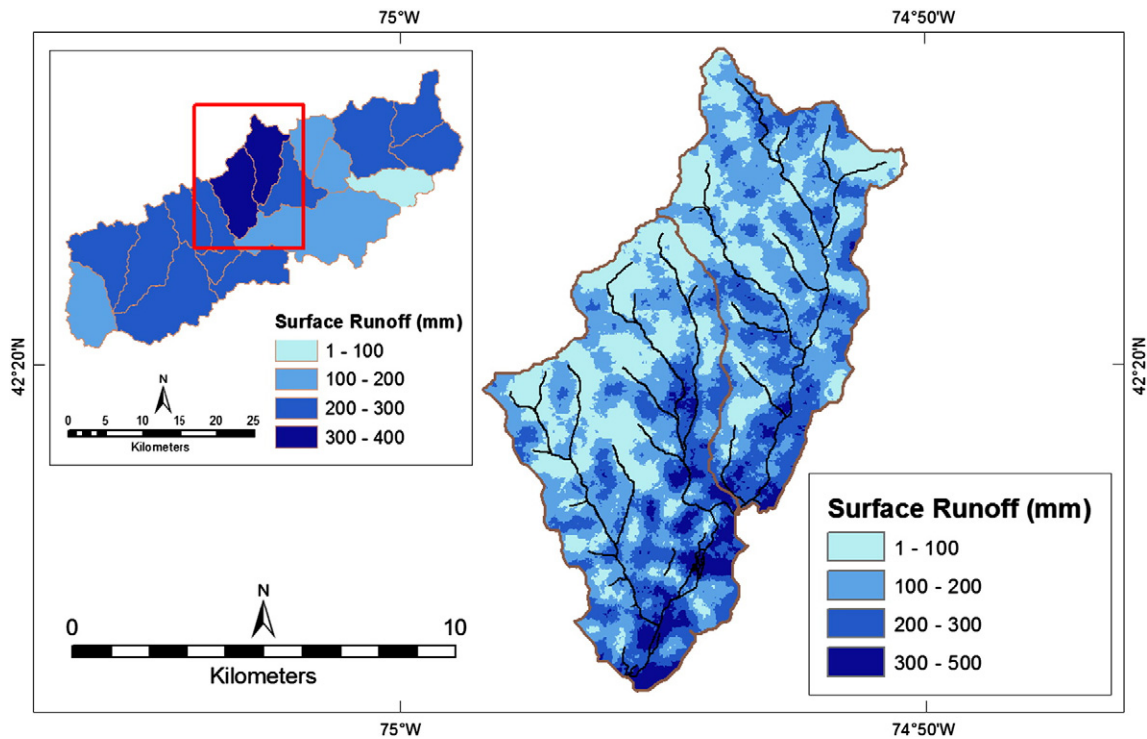 75°W
74°50'W
42°20'N
Surface Runoff (mm)
1 - 100
100 - 200
200 - 300
300 - 400
N
0 5 10 15 20 25
Kilometers
42°20'N
Surface Runoff (mm)
1 - 100
100 - 200
200 - 300
300 - 500
N
0 10
Kilometers
75°W
74°50'W